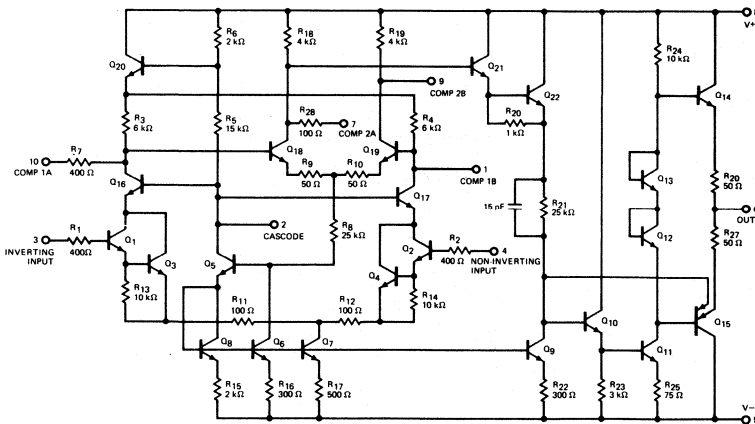 R6
2 kΩ
R18
4 kΩ
R19
4 kΩ
V+
Q20
Q21
R24
10 kΩ
9
COMP 2B
Q22
Q14
R3
6 kΩ
R5
15 kΩ
R28
100 Ω
7
COMP 2A
R4
6 kΩ
R20
1 kΩ
10
COMP 1A
R7
400 Ω
Q18
R9
50 Ω
R10
50 Ω
Q19
1
COMP 1B
Q13
R20
50 Ω
Q16
Q17
15 pF
R21
25 kΩ
OUT
2
CASCODE
R8
25 kΩ
Q12
R27
50 Ω
3
INVERTING
INPUT
R1
400Ω
Q1
Q3
Q5
Q2
R2
400 Ω
4
NON-INVERTING
INPUT
Q4
R13
10 kΩ
R11
100 Ω
R12
100 Ω
R14
10 kΩ
Q10
Q15
Q8
Q6
Q7
Q9
Q11
R15
2 kΩ
R16
300 Ω
R17
500 Ω
R22
300 Ω
R23
3 kΩ
R25
75 Ω
V−